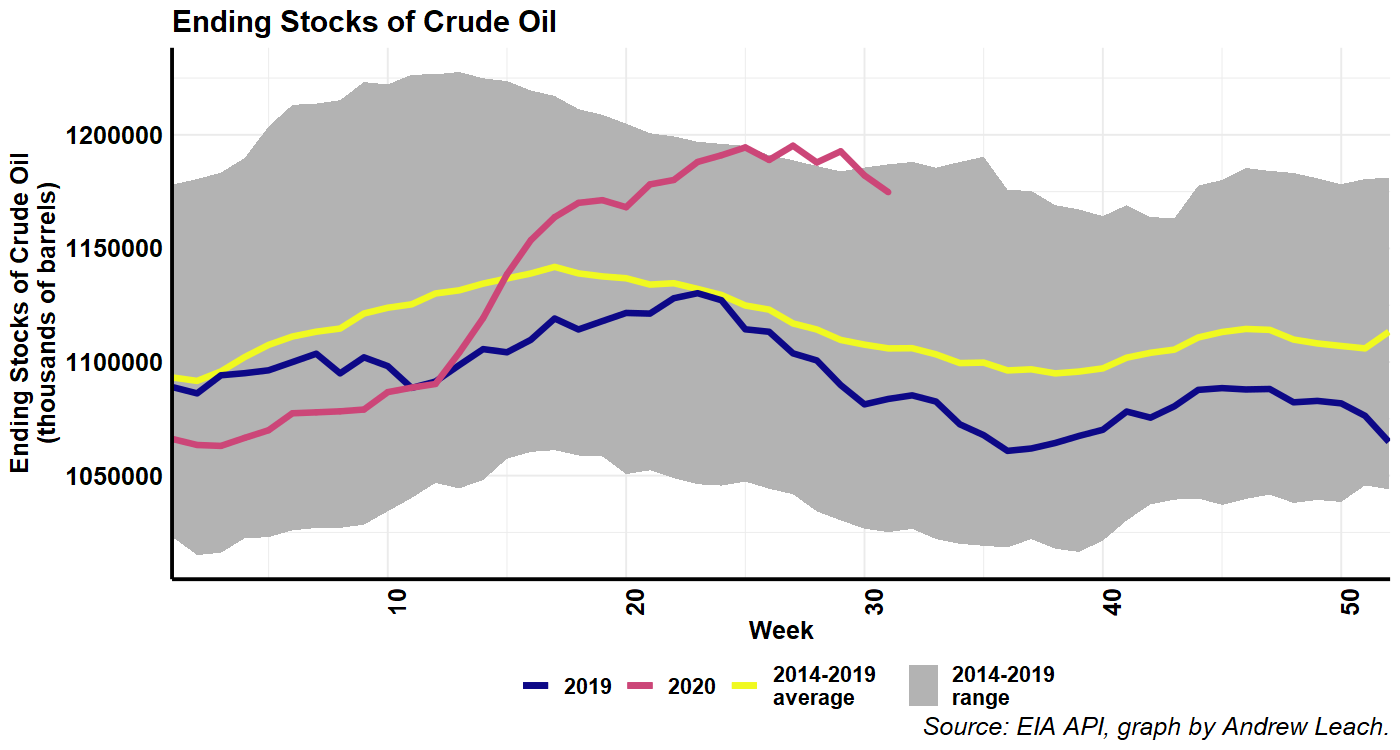 Ending Stocks of Crude Oil
Ending Stocks of Crude Oil
(thousands of barrels)
1200000
1150000
1100000
1050000
10
20
30
40
50
Week
2019
2020
2014-2019
average
2014-2019
range
Source: EIA API, graph by Andrew Leach.